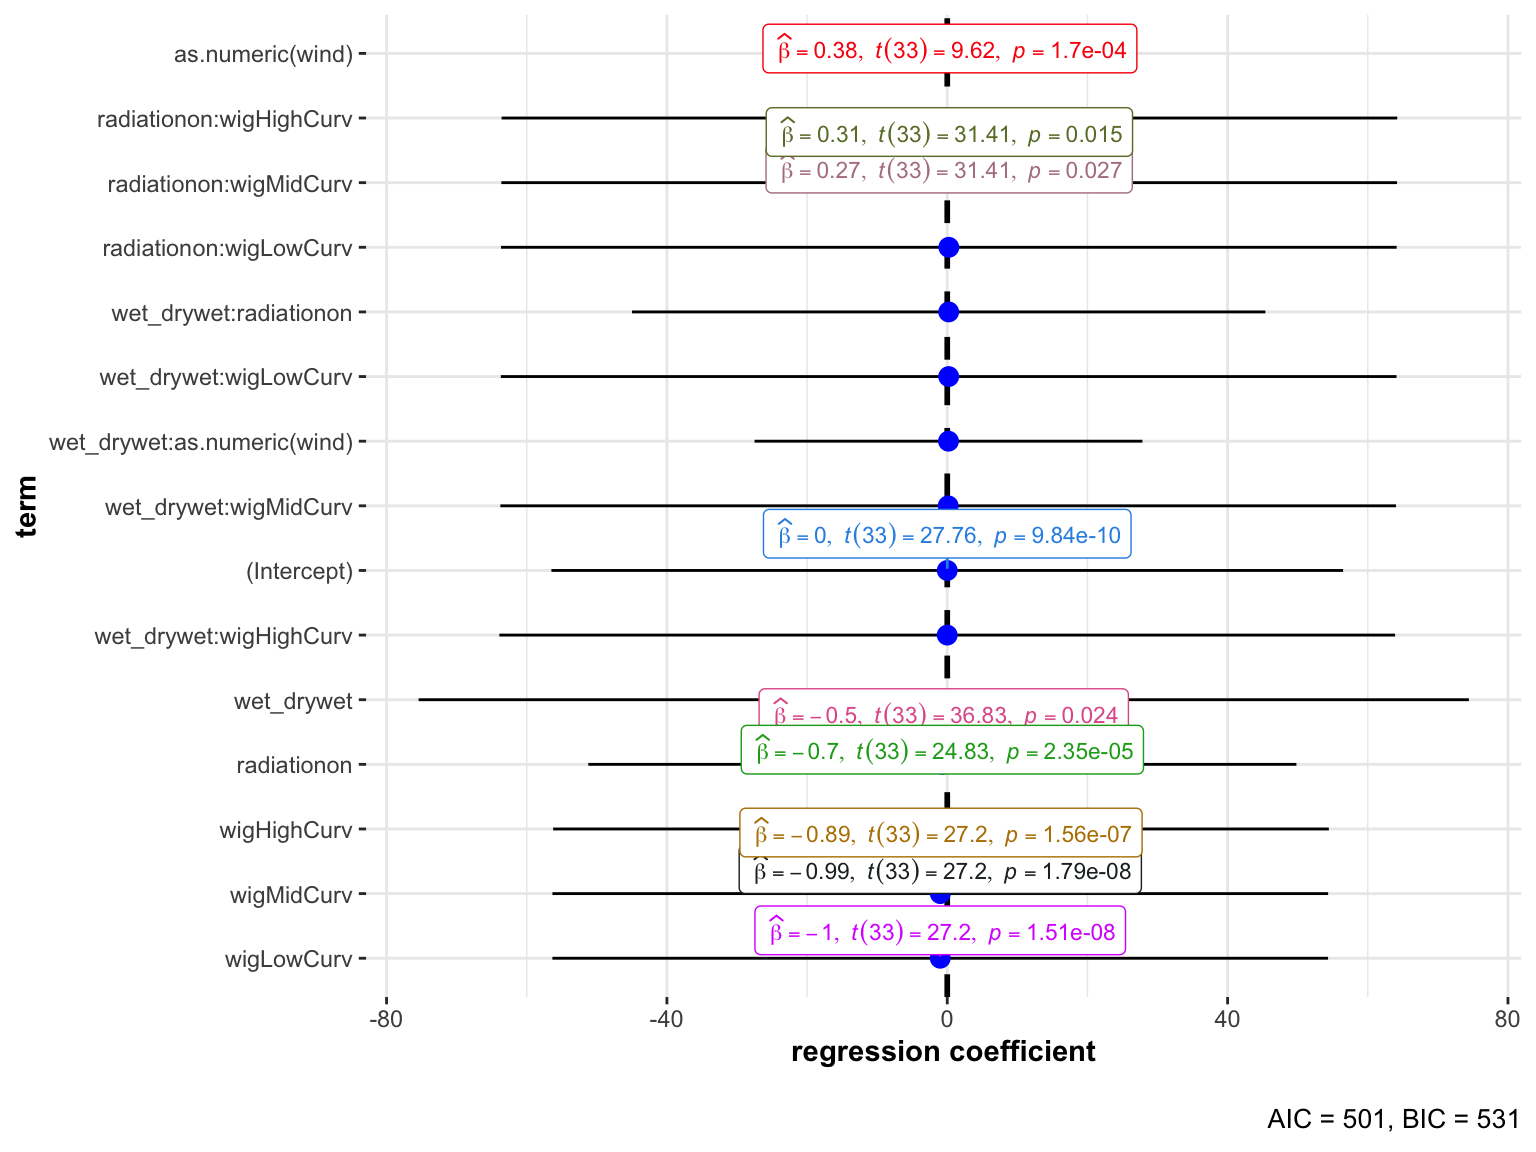 as.numeric(wind)
β̂ = 0.38, t(33) = 9.62, p = 1.7e-04
radiationon:wigHighCurv
β̂ = 0.31, t(33) = 31.41, p = 0.015
radiationon:wigMidCurv
β̂ = 0.27, t(33) = 31.41, p = 0.027
radiationon:wigLowCurv
wet_drywet:radiationon
wet_drywet:wigLowCurv
wet_drywet:as.numeric(wind)
wet_drywet:wigMidCurv
β̂ = 0, t(33) = 27.76, p = 9.84e-10
(Intercept)
wet_drywet:wigHighCurv
wet_drywet
β̂ = −0.5, t(33) = 36.83, p = 0.024
β̂ = −0.7, t(33) = 24.83, p = 2.35e-05
radiationon
wigHighCurv
β̂ = −0.89, t(33) = 27.2, p = 1.56e-07
β̂ = −0.99, t(33) = 27.2, p = 1.79e-08
wigMidCurv
β̂ = −1, t(33) = 27.2, p = 1.51e-08
wigLowCurv
term
-80 -40 0 40 80
regression coefficient
AIC = 501, BIC = 531